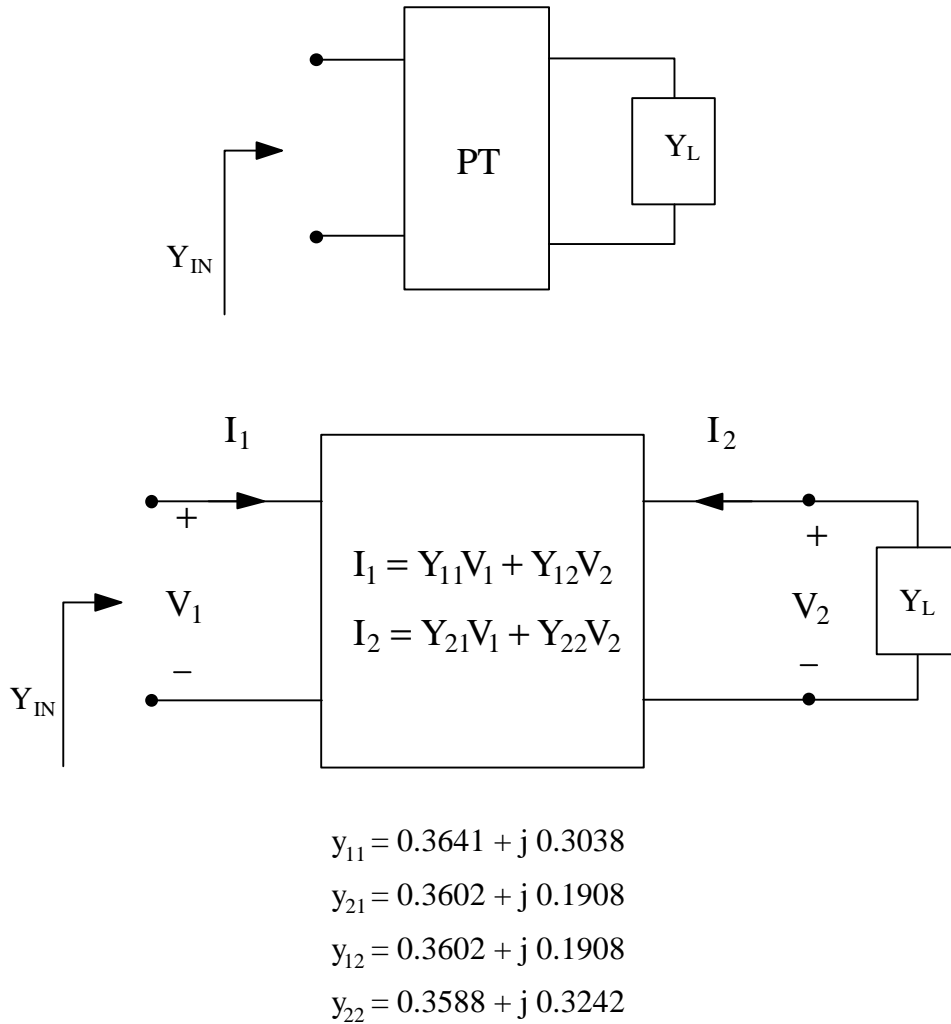 PT
Y_L
Y_IN
I_1
I_2
+
+
I_1 = Y_11V_1 + Y_12V_2
I_2 = Y_21V_1 + Y_22V_2
V_1
V_2
Y_L
−
−
Y_IN
y_11 = 0.3641 + j 0.3038
y_21 = 0.3602 + j 0.1908
y_12 = 0.3602 + j 0.1908
y_22 = 0.3588 + j 0.3242